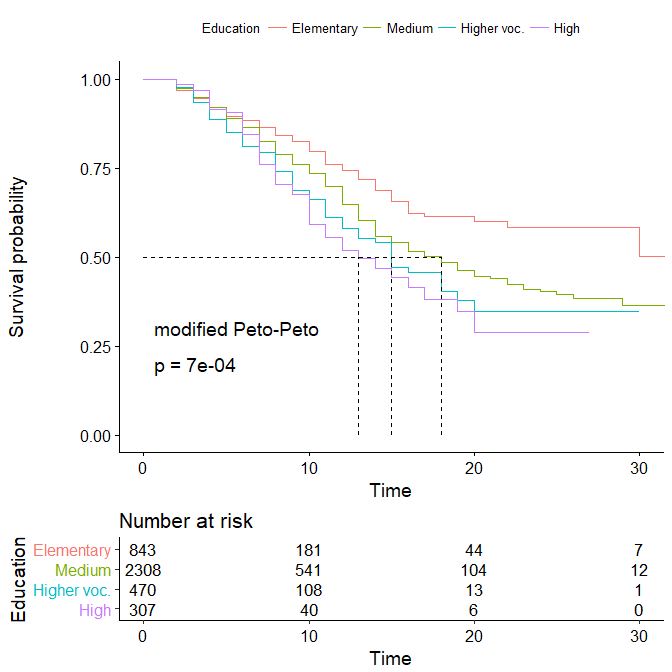 Education Elementary Medium Higher voc. High
1.00
0.75
0.50
0.25
0.00
Survival probability
modified Peto-Peto
p = 7e-04
0 10 20 30
Time
Number at risk
Education
Elementary 843 181 44 7
Medium 2308 541 104 12
Higher voc. 470 108 13 1
High 307 40 6 0
0 10 20 30
Time